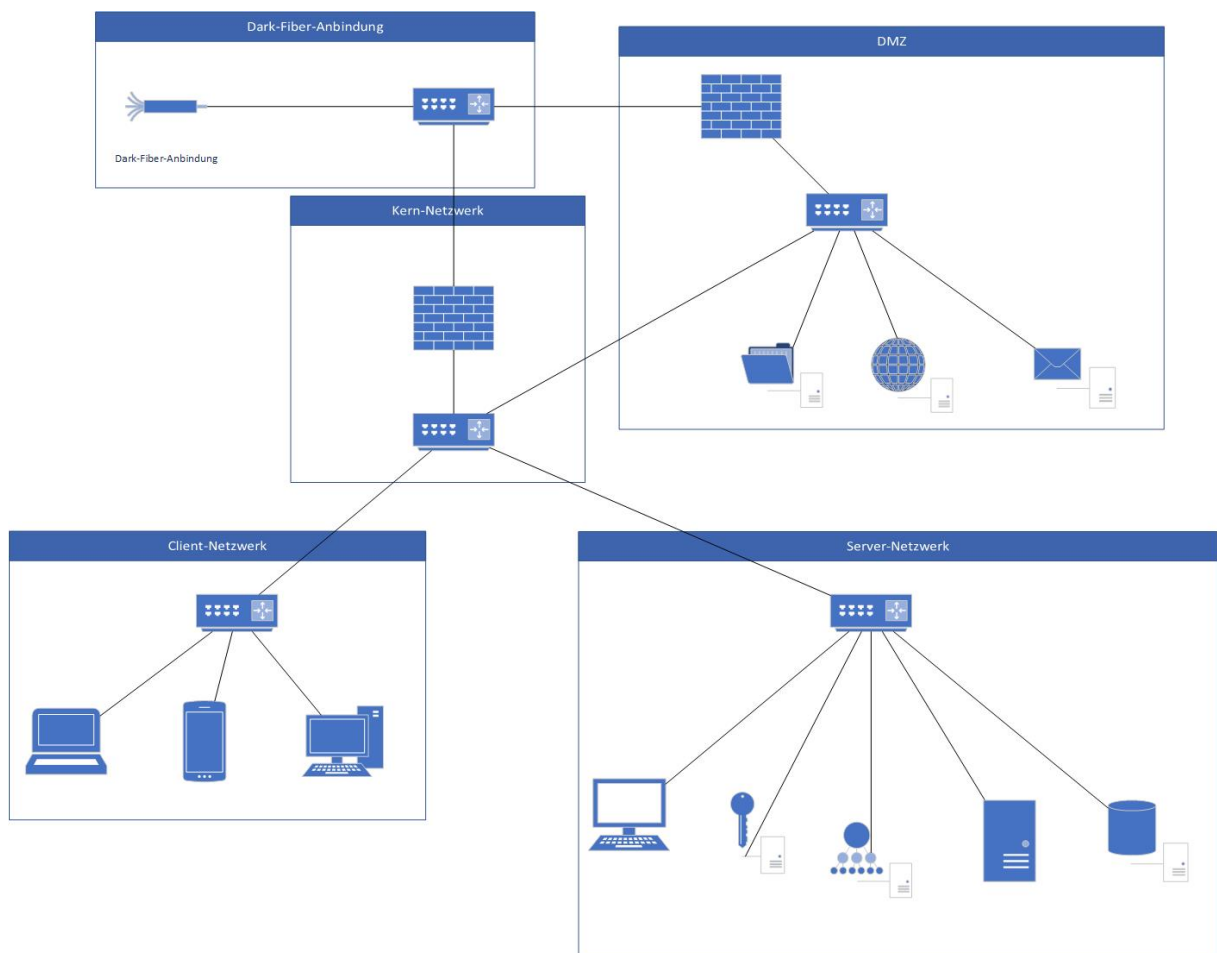 Dark-Fiber-Anbindung
DMZ
Dark-Fiber-Anbindung
Kern-Netzwerk
Client-Netzwerk
Server-Netzwerk